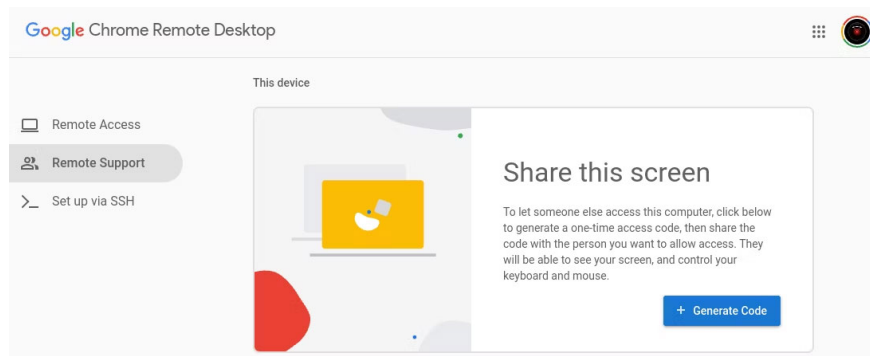 Google Chrome Remote Desktop
This device
Remote Access
Remote Support
Set up via SSH
Share this screen
To let someone else access this computer, click below
to generate a one-time access code, then share the
code with the person you want to allow access. They
will be able to see your screen, and control your
keyboard and mouse.
+ Generate Code